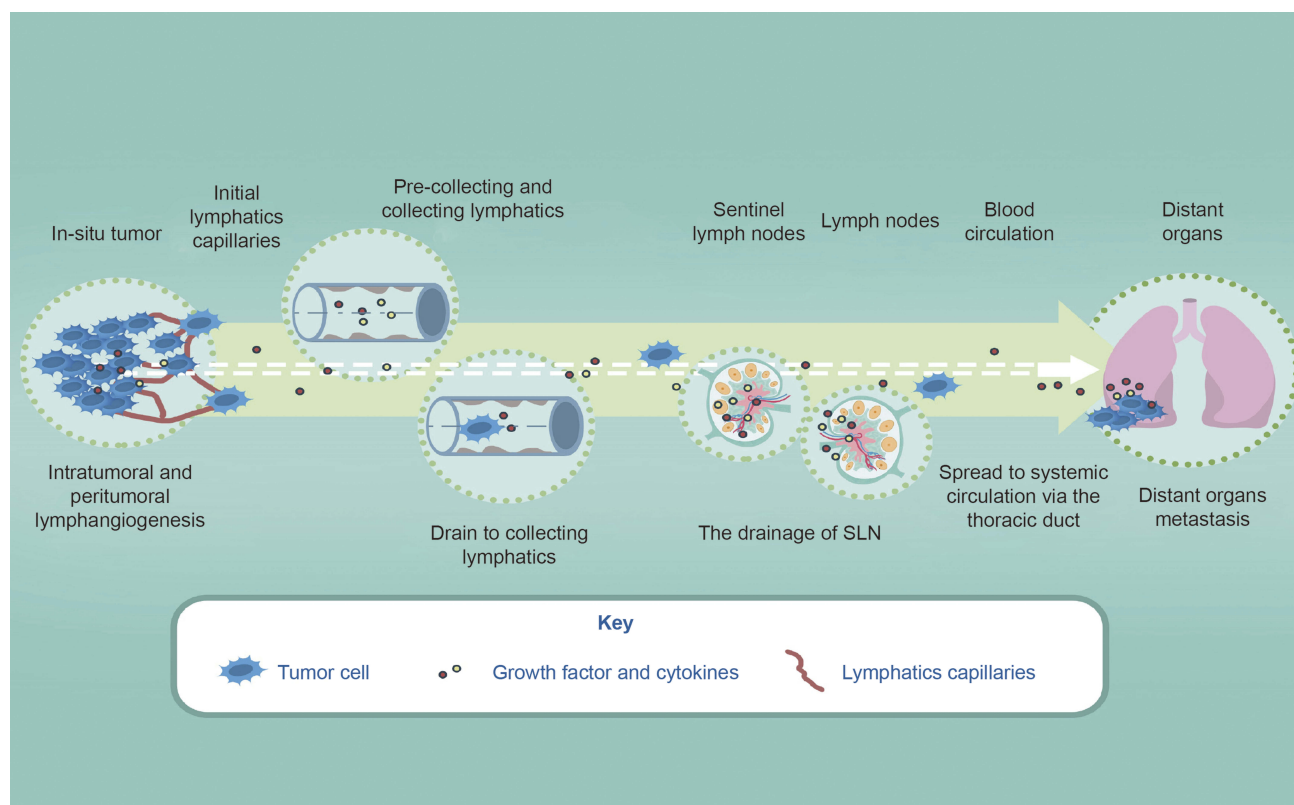 In-situ tumor
Initial
lymphatics
capillaries
Pre-collecting and
collecting lymphatics
Sentinel
lymph nodes
Lymph nodes
Blood
circulation
Distant
organs
Intratumoral and
peritumoral
lymphangiogenesis
Drain to collecting
lymphatics
The drainage of SLN
Spread to systemic
circulation via the
thoracic duct
Distant organs
metastasis
Key
Tumor cell
Growth factor and cytokines
Lymphatics capillaries